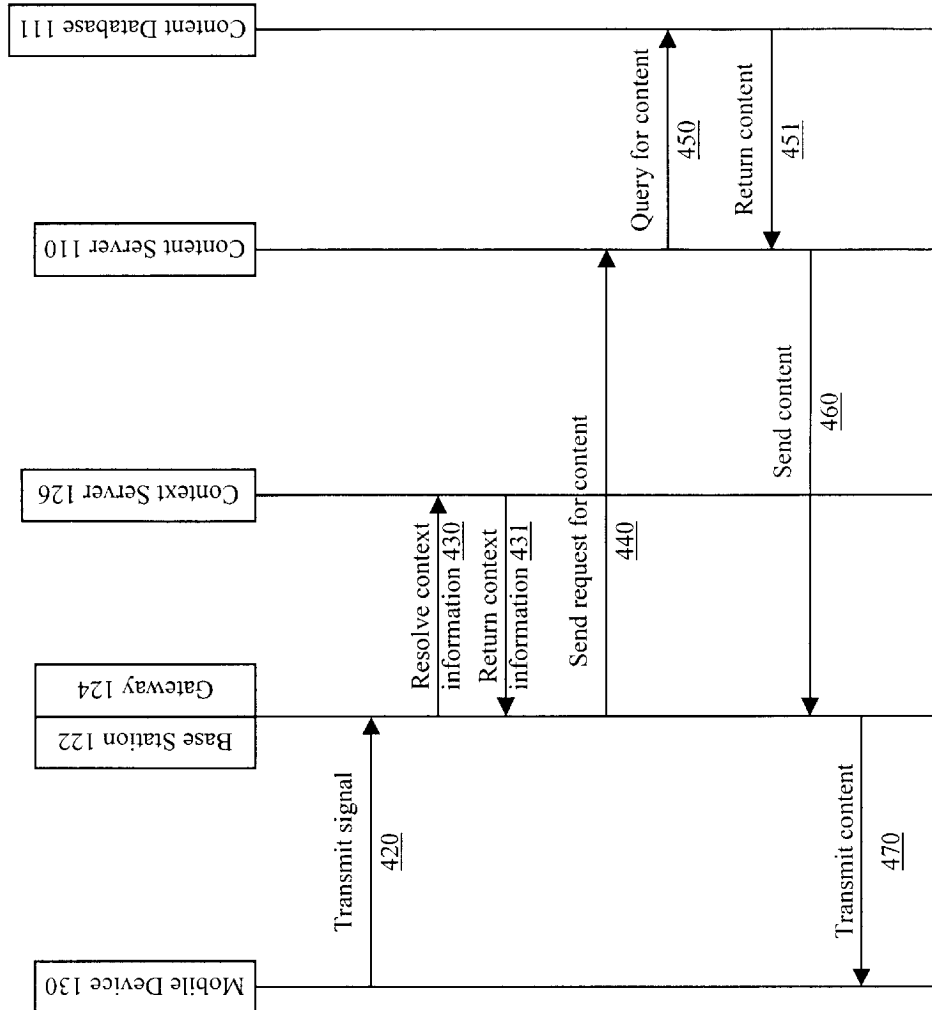 Mobile Device 130
Base Station 122
Gateway 124
Context Server 126
Content Server 110
Content Database 111
Transmit signal
420
Resolve context
information 430
Return context
information 431
Send request for content
440
Query for content
450
Return content
451
Send content
460
Transmit content
470